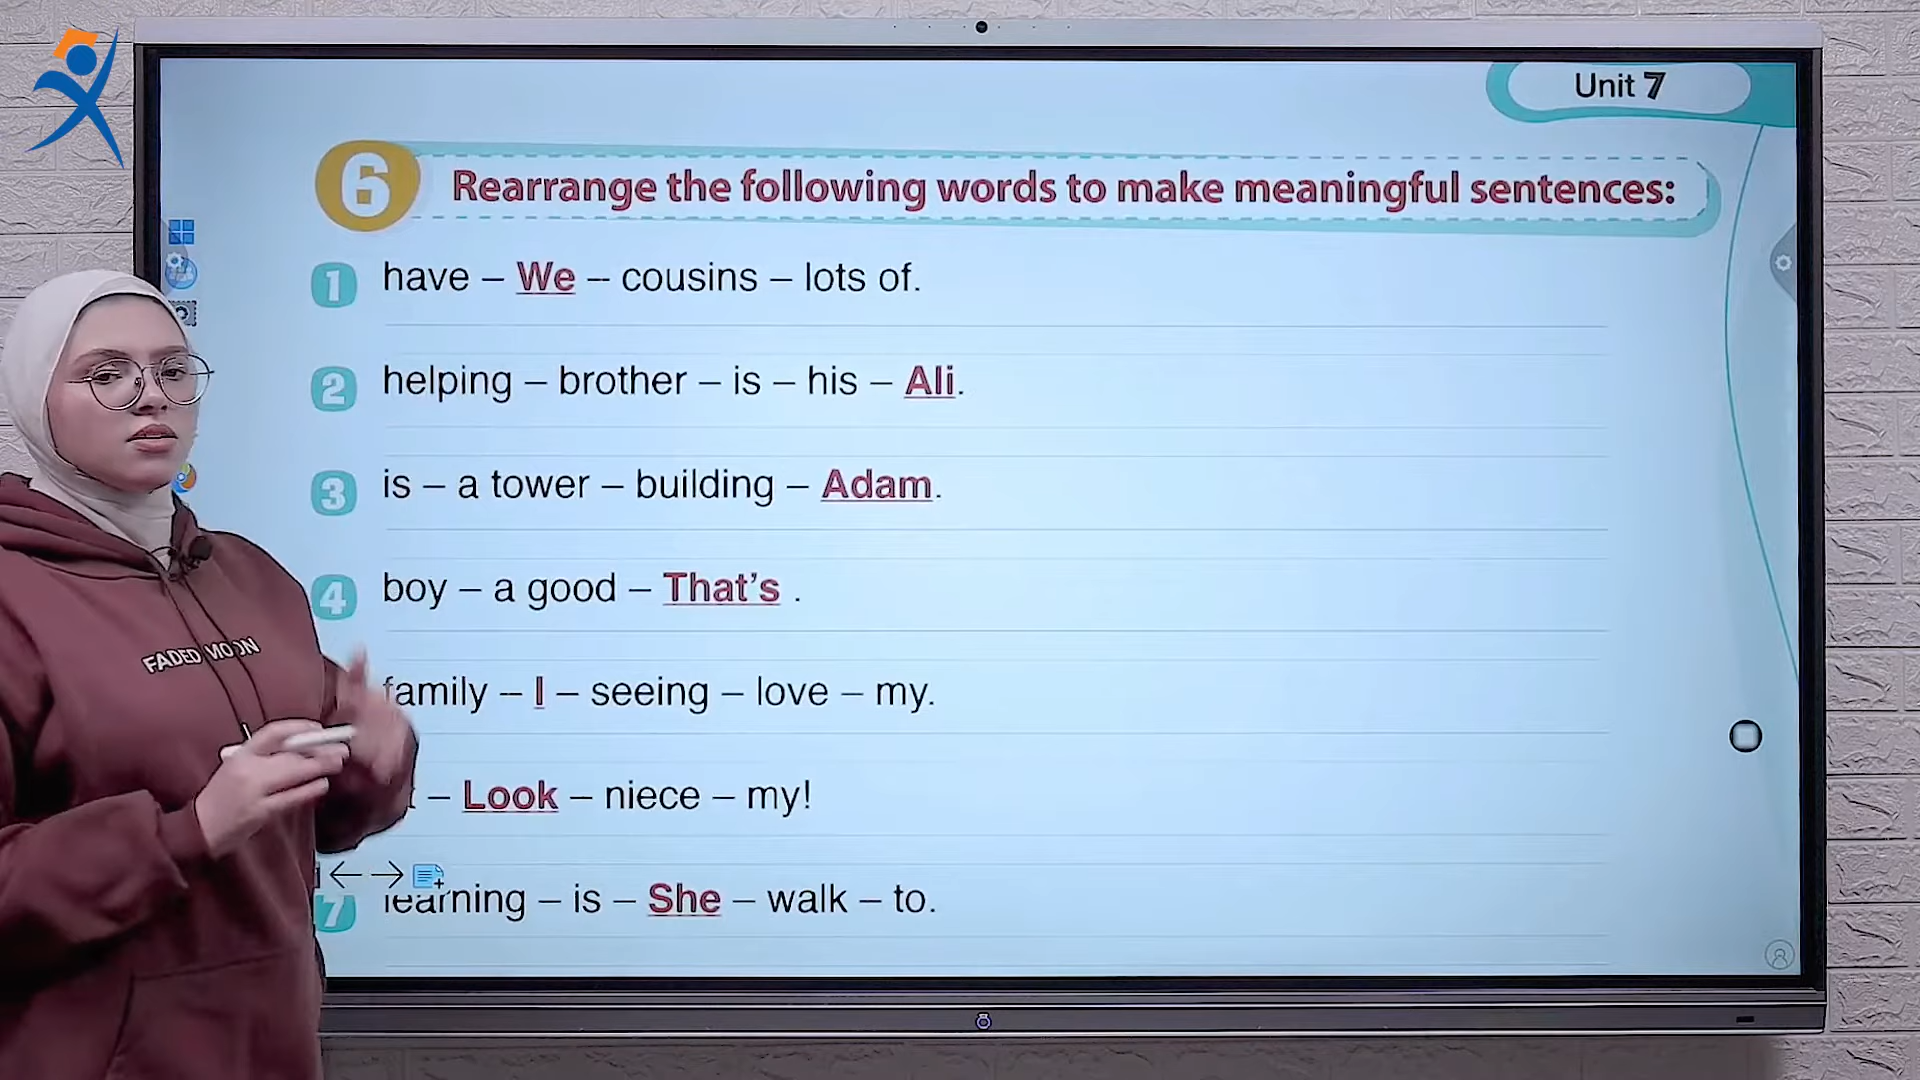 Unit 7
6 Rearrange the following words to make meaningful sentences:
1 have – We – cousins – lots of.
2 helping – brother – is – his – Ali.
3 is – a tower – building – Adam.
4 boy – a good – That's .
family – I – seeing – love – my.
– Look – niece – my!
7 learning – is – She – walk – to.
FADED MOON